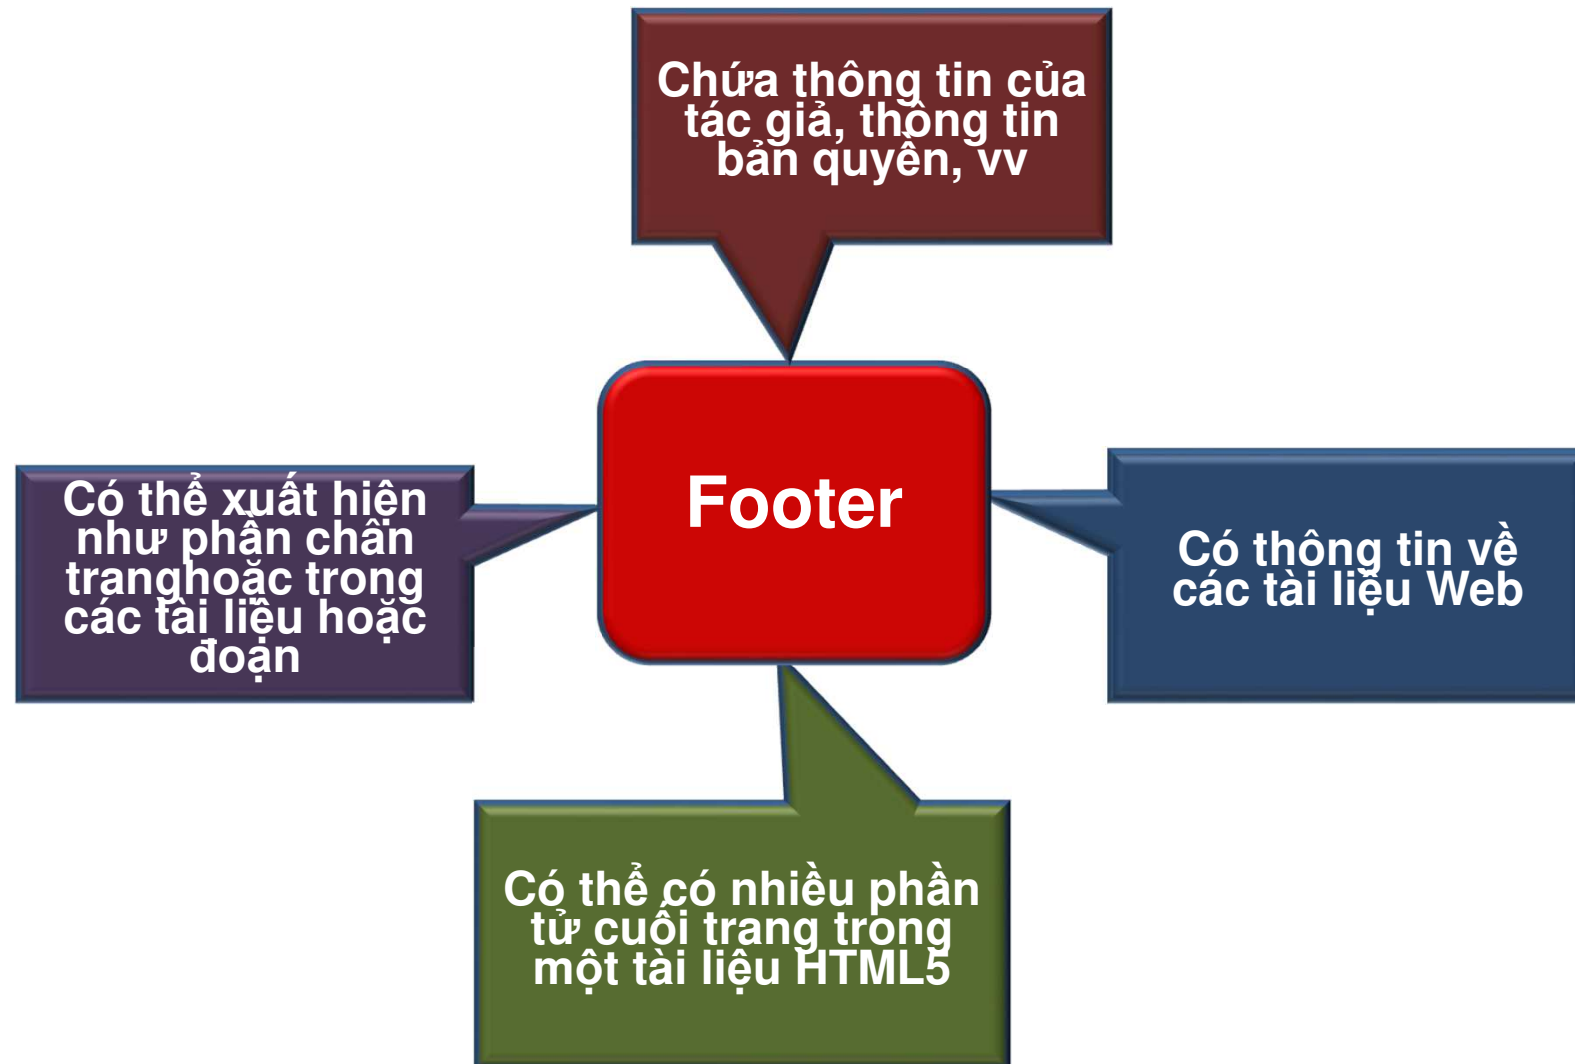 Chứa thông tin của
tác giả, thông tin
bản quyền, vv
Footer
Có thể xuất hiện
như phần chân
tranghoặc trong
các tài liệu hoặc
đoạn
Có thông tin về
các tài liệu Web
Có thể có nhiều phần
tử cuối trang trong
một tài liệu HTML5